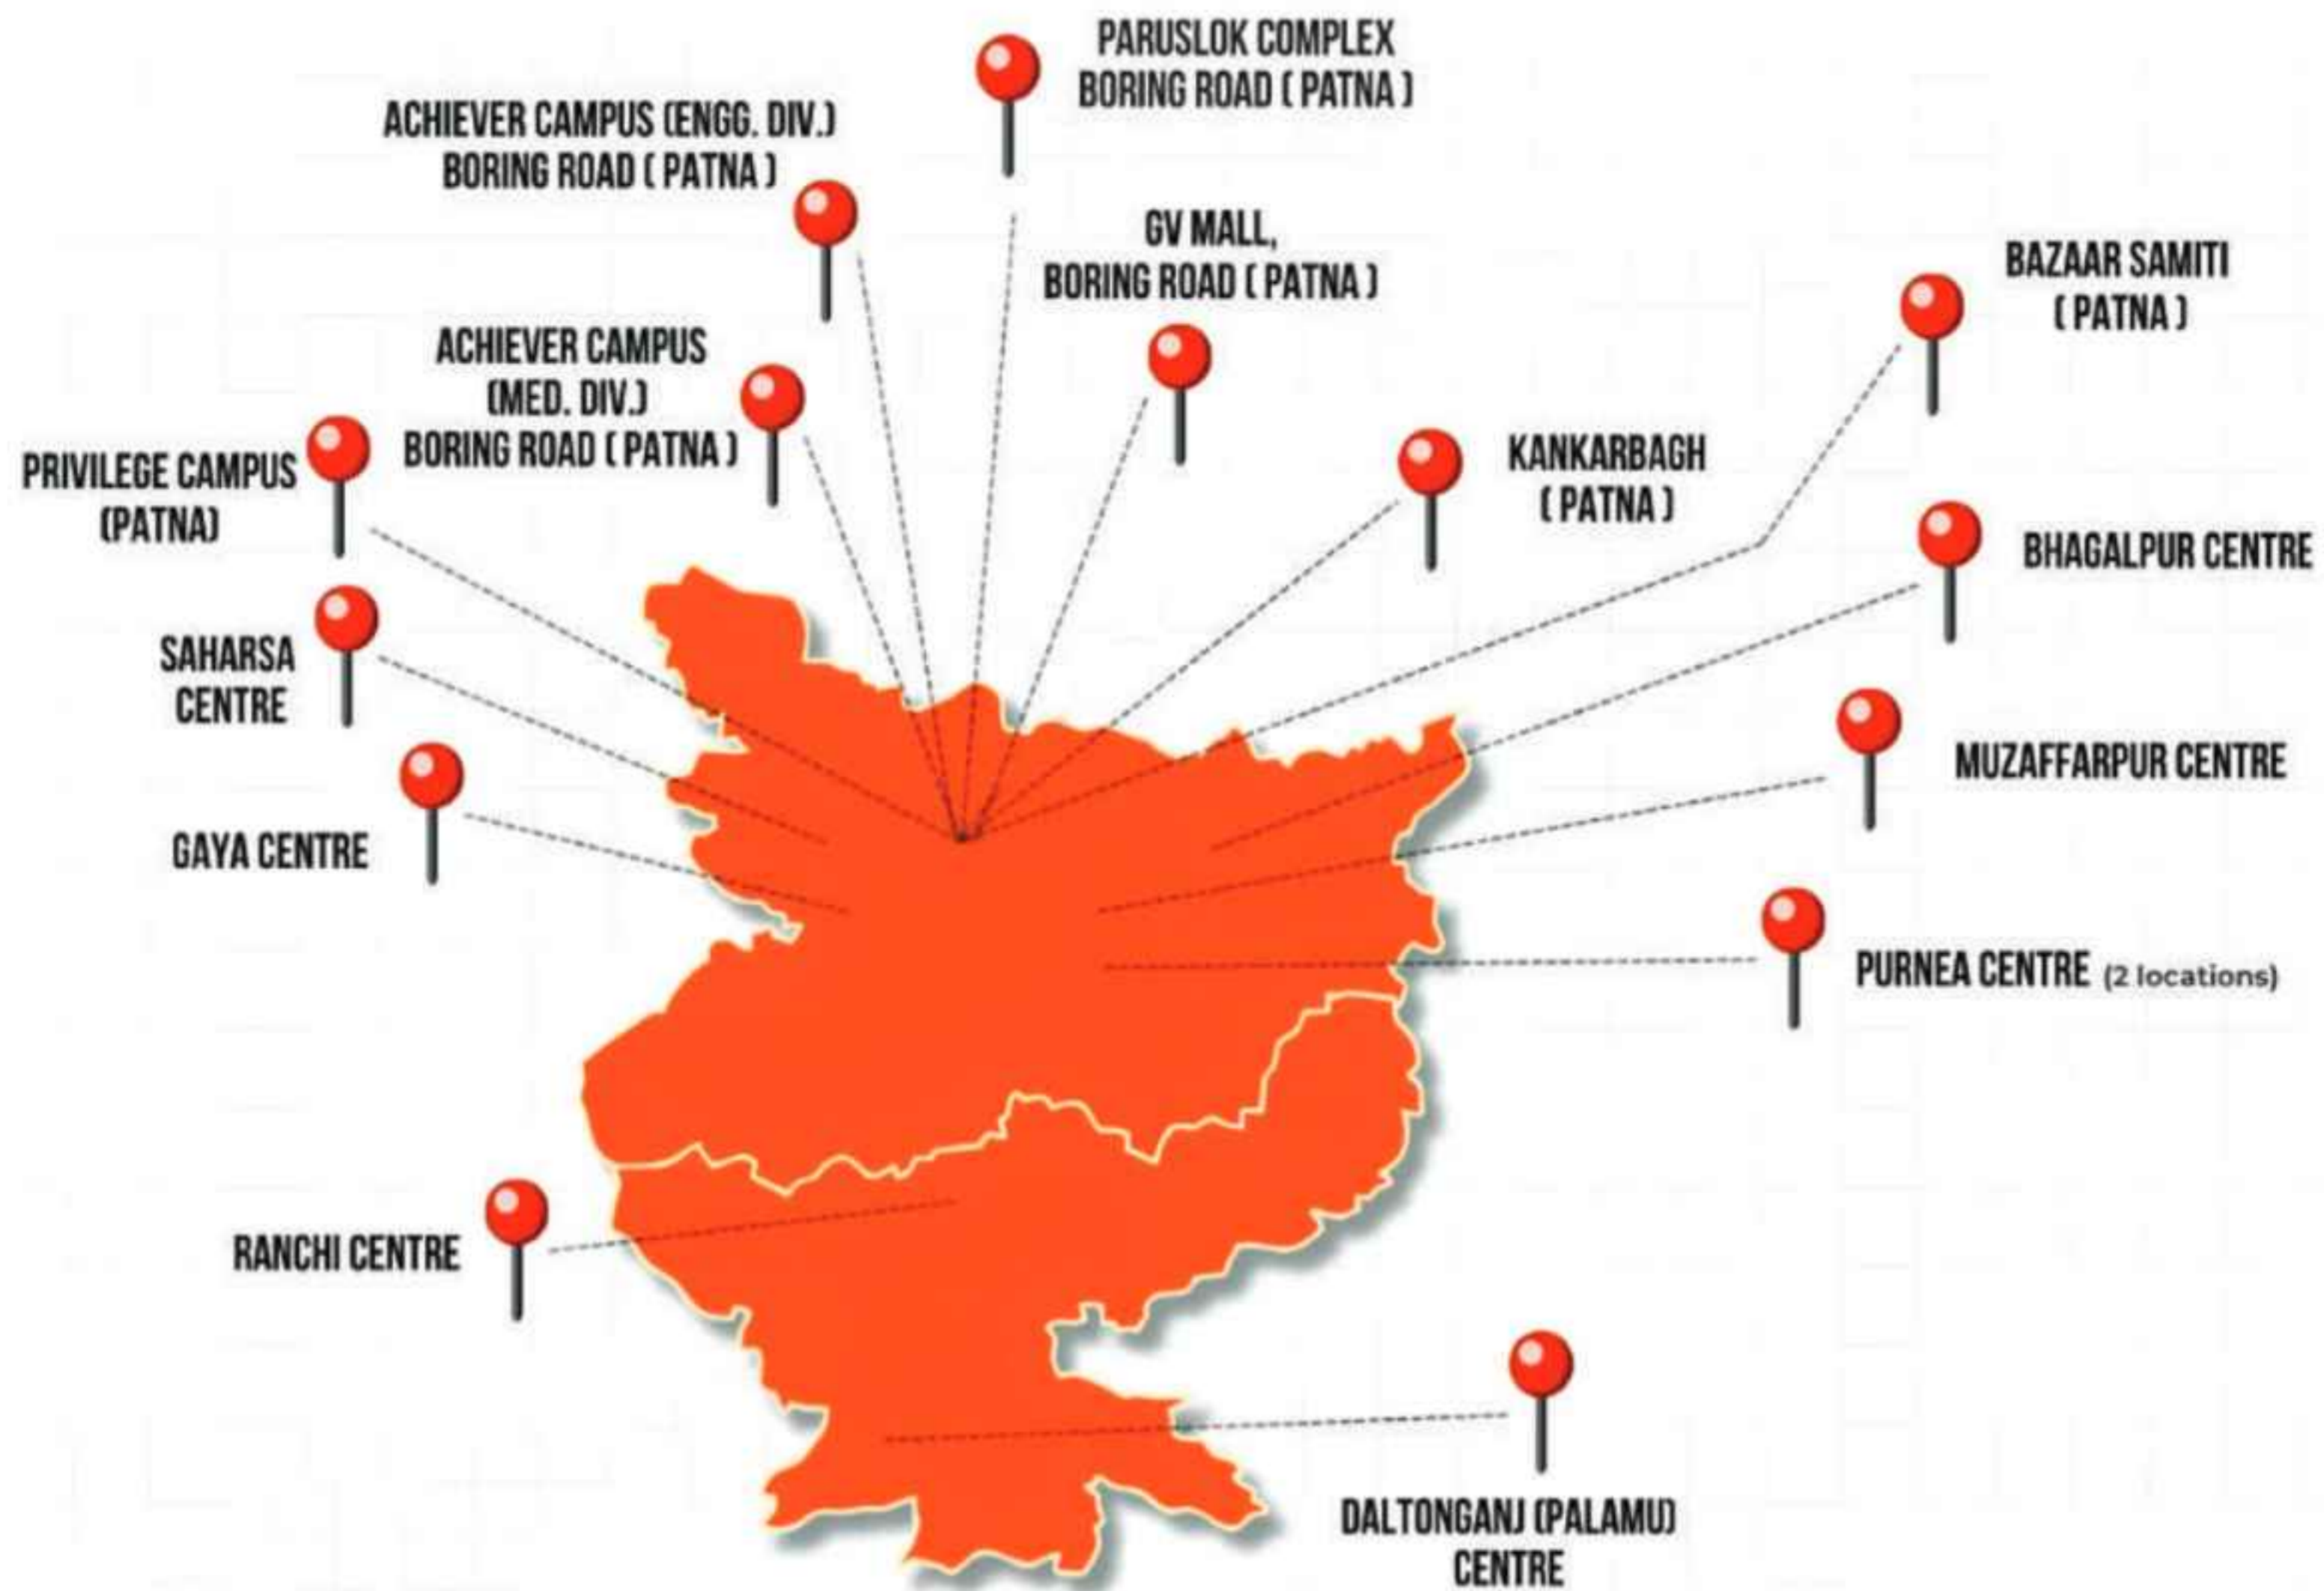 PARUSLOK COMPLEX
BORING ROAD ( PATNA )
ACHIEVER CAMPUS (ENGG. DIV.)
BORING ROAD ( PATNA )
GV MALL,
BORING ROAD ( PATNA )
BAZAAR SAMITI
( PATNA )
ACHIEVER CAMPUS
(MED. DIV.)
BORING ROAD ( PATNA )
PRIVILEGE CAMPUS
(PATNA)
KANKARBAGH
( PATNA )
BHAGALPUR CENTRE
SAHARSA
CENTRE
MUZAFFARPUR CENTRE
GAYA CENTRE
PURNEA CENTRE (2 locations)
RANCHI CENTRE
DALTONGANJ (PALAMU)
CENTRE